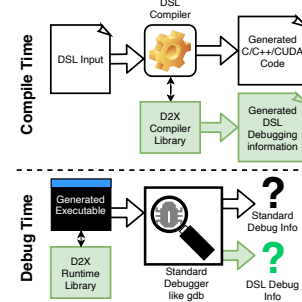 DSL
Compiler
Compile Time
DSL Input
Generated
C/C++/CUDA
Code
D2X
Compiler
Library
Generated
DSL
Debugging
information
Debug Time
Generated
Executable
D2X
Runtime
Library
Standard
Debugger
like gdb
?
Standard
Debug Info
?
DSL Debug
Info